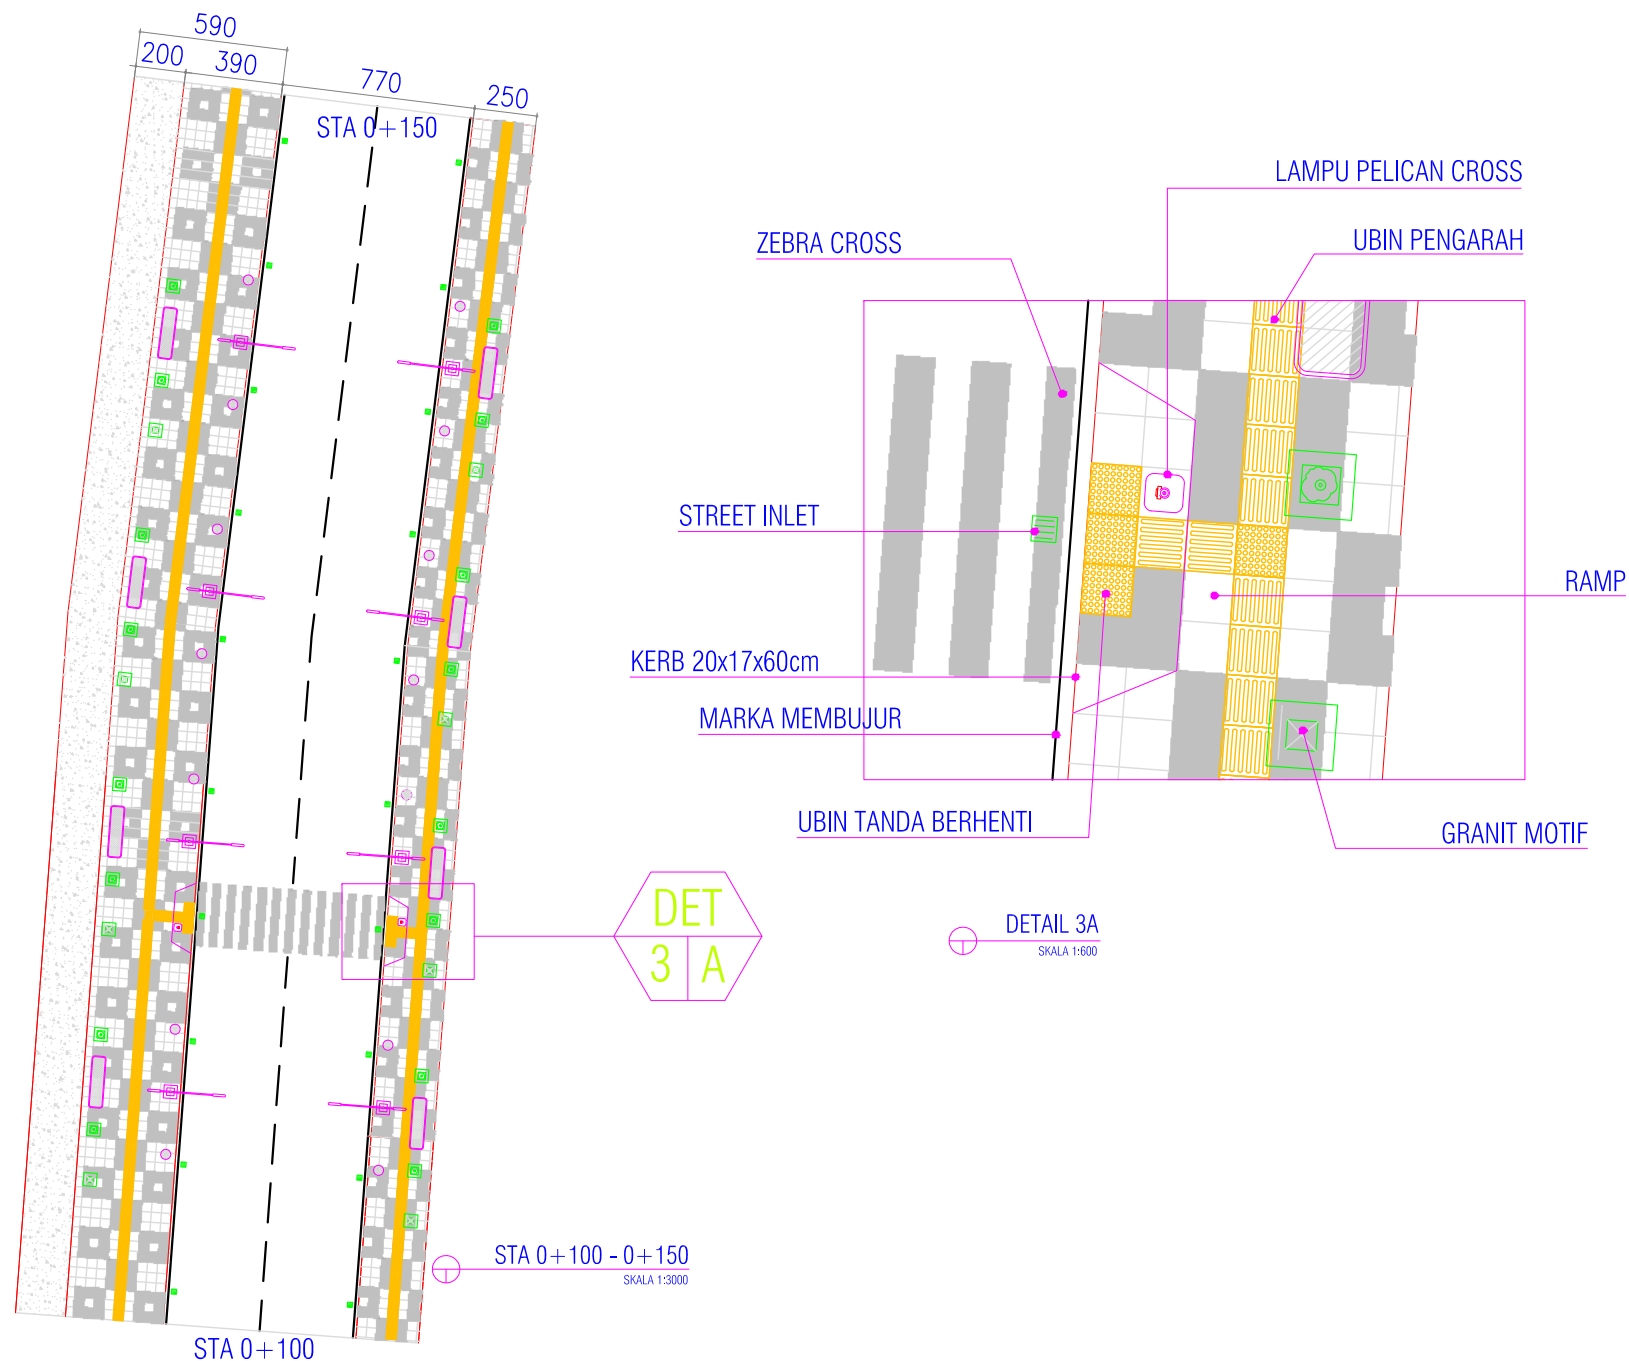 590
200
390
770
250
STA 0+150
LAMPU PELICAN CROSS
UBIN PENGARAH
ZEBRA CROSS
STREET INLET
RAMP
KERB 20x17x60cm
MARKA MEMBUJUR
UBIN TANDA BERHENTI
GRANIT MOTIF
DET
3 A
DETAIL 3A
SKALA 1:600
STA 0+100 - 0+150
SKALA 1:3000
STA 0+100